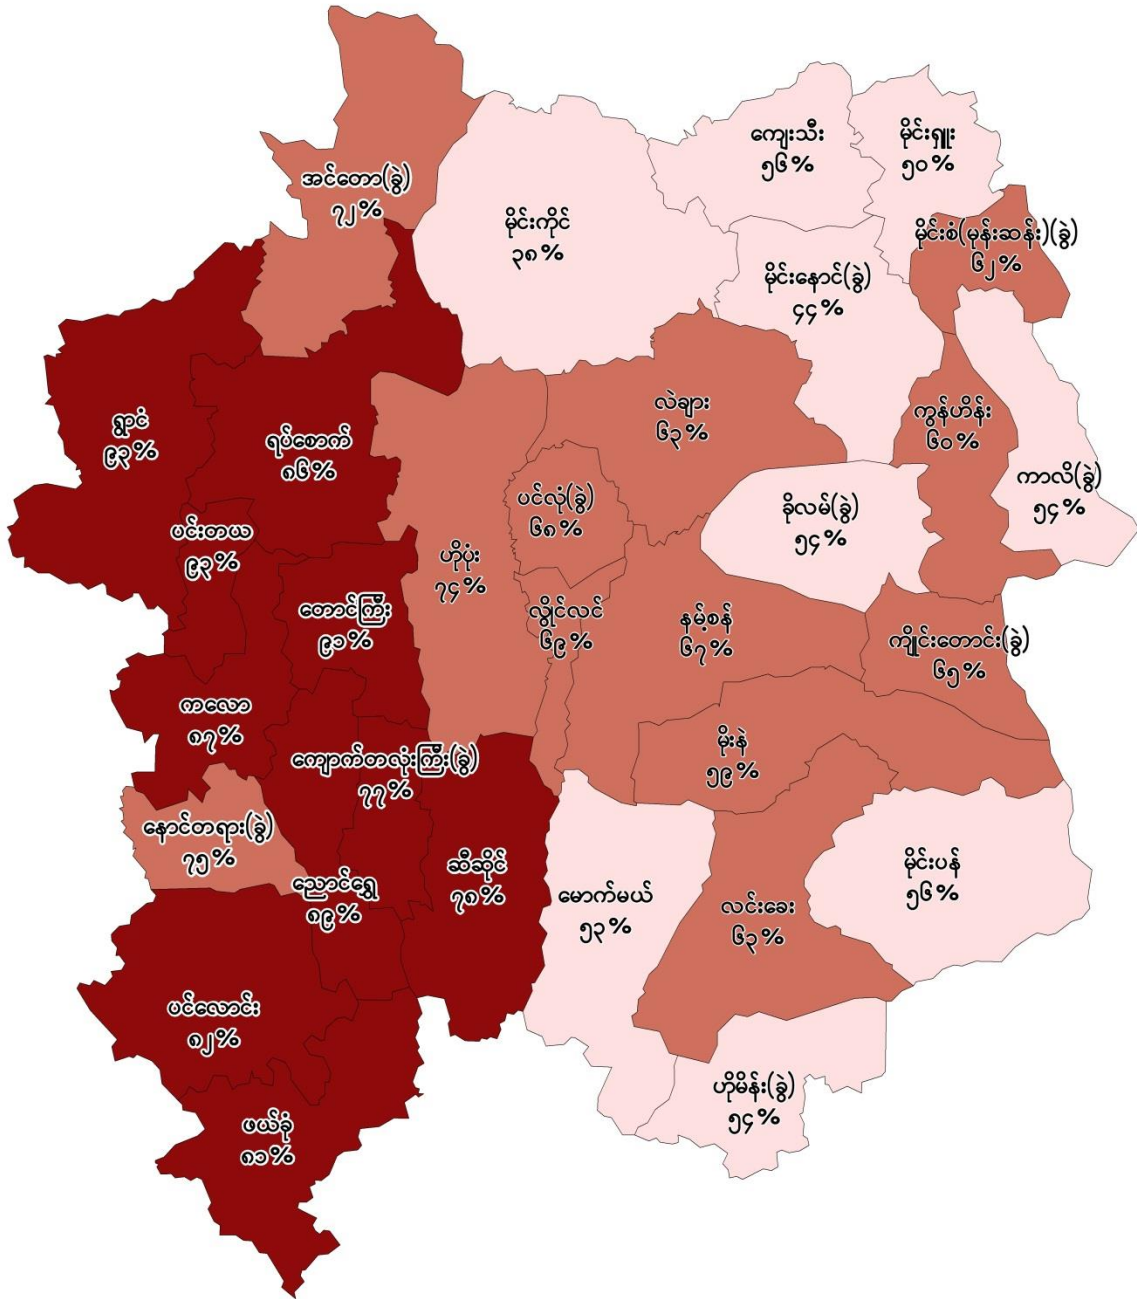 ကျေးသီး
၅၆%
မိုင်းရှူး
၅၀%
အင်တော(ခွဲ)
၇၂%
မိုင်းကိုင်
၃၈%
မိုင်းစံ(မုန်းဆန်း)(ခွဲ)
၆၂%
မိုင်းနောင်(ခွဲ)
၄၄%
ရွာငံ
၉၃%
ရပ်စောက်
၈၆%
လဲချား
၆၃%
ကွန်ဟိန်း
၆၀%
ကာလိ(ခွဲ)
၅၄%
ပင်လုံ(ခွဲ)
၆၈%
ခိုလမ်(ခွဲ)
၅၄%
ပင်းတယ
၉၃%
ဟိုပုံး
၇၄%
တောင်ကြီး
၉၁%
လွိုင်လင်
၆၉%
နမ့်စန်
၆၇%
ကျိုင်းတောင်း(ခွဲ)
၆၅%
ကလော
၈၇%
ကျောက်တလုံးကြီး(ခွဲ)
၇၇%
မိုးနဲ
၅၉%
နောင်တရား(ခွဲ)
၇၅%
ညောင်ရွှေ
၈၉%
ဆီဆိုင်
၇၈%
မောက်မယ်
၅၃%
လင်းခေး
၆၃%
မိုင်းပန်
၅၆%
ပင်လောင်း
၈၂%
ဟိုမိန်း(ခွဲ)
၅၄%
ဖယ်ခုံ
၈၁%